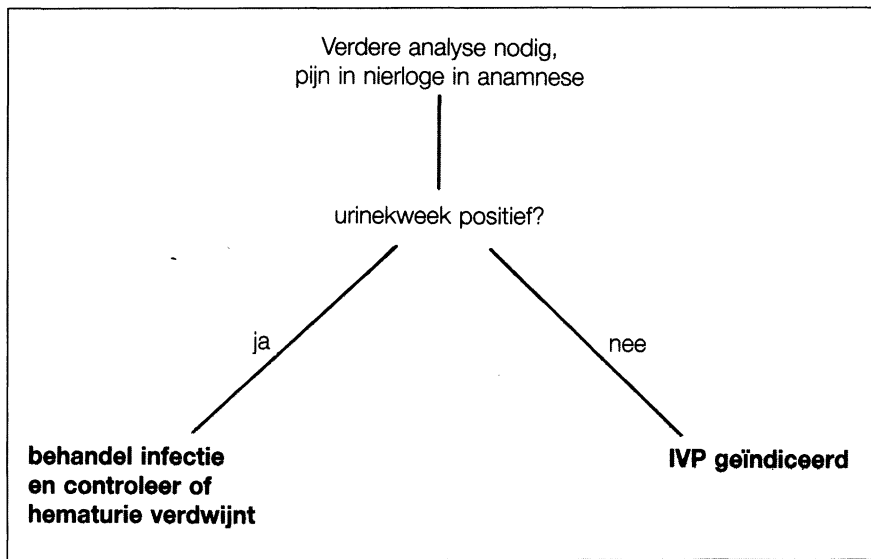 Verdere analyse nodig,
pijn in nierloge in anamnese
urinekweek positief?
ja
nee
behandel infectie
en controleer of
hematurie verdwijnt
IVP geïndiceerd